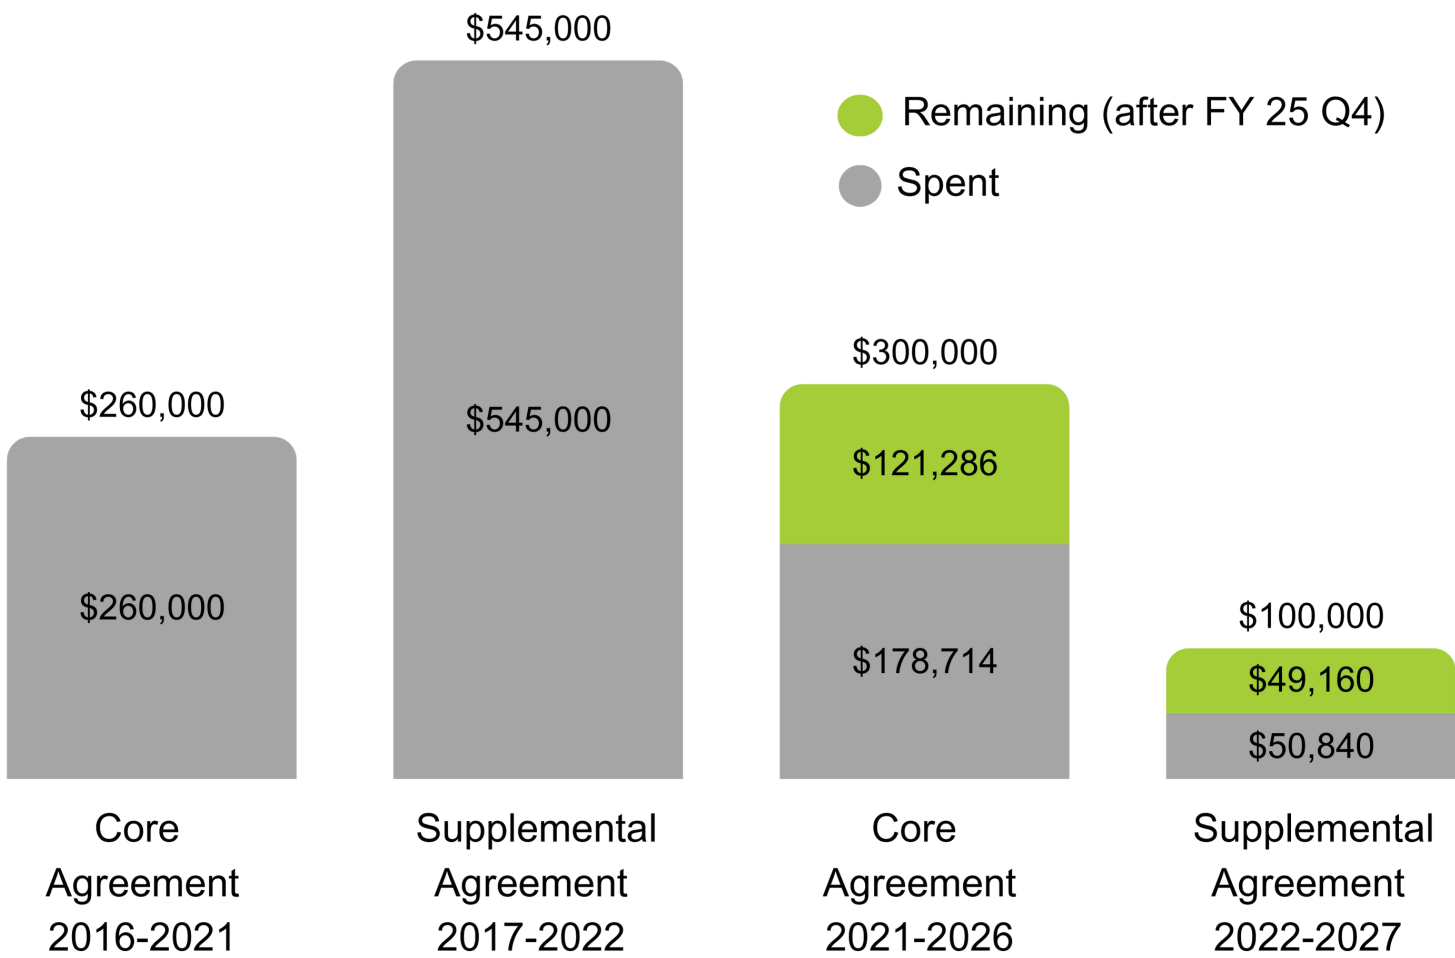 $545,000
Remaining (after FY 25 Q4)
Spent
$300,000
$260,000
$545,000
$121,286
$260,000
$178,714
$100,000
$49,160
$50,840
Core
Agreement
2016-2021
Supplemental
Agreement
2017-2022
Core
Agreement
2021-2026
Supplemental
Agreement
2022-2027